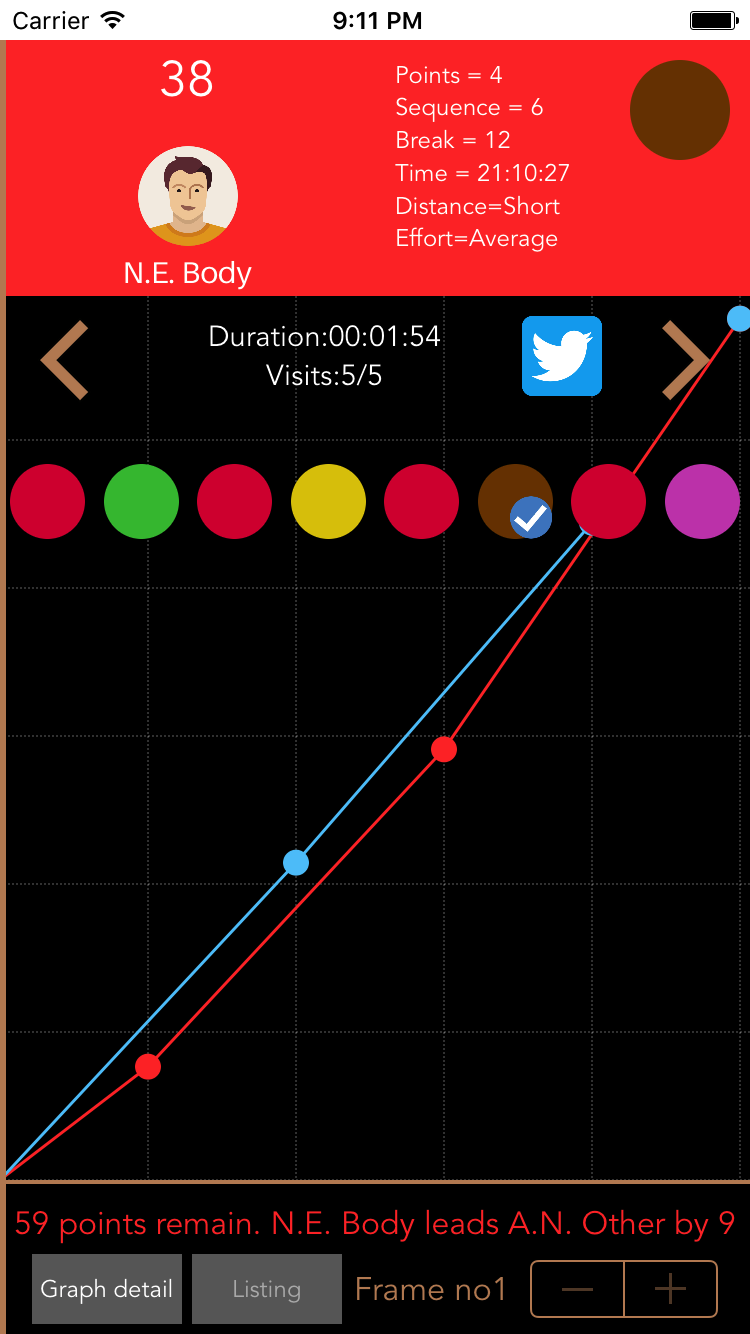 Carrier 9:11 PM
38
N.E. Body
Points = 4
Sequence = 6
Break = 12
Time = 21:10:27
Distance=Short
Effort=Average
Duration:00:01:54
Visits:5/5
59 points remain. N.E. Body leads A.N. Other by 9
Graph detail Listing Frame no1